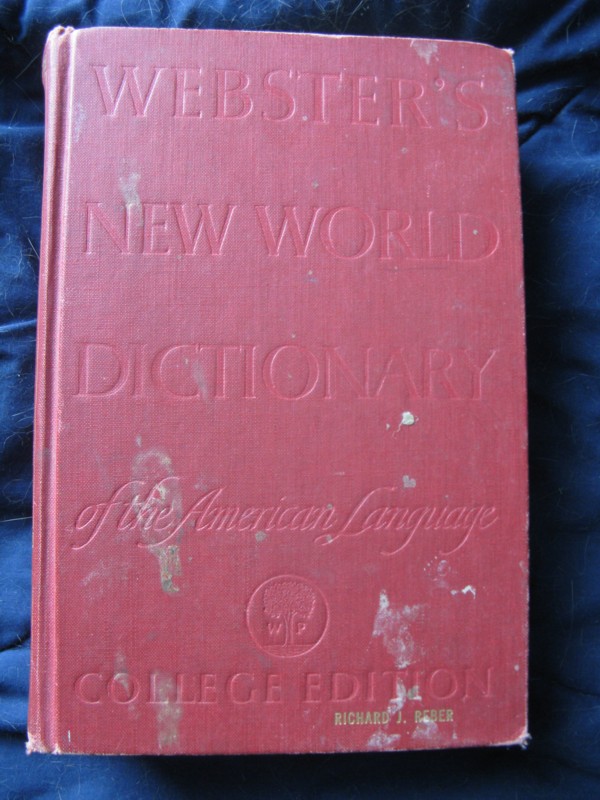 WEBSTER'S
NEW WORLD
DICTIONARY
of the American Language
W P
COLLEGE EDITION
RICHARD J. REBER